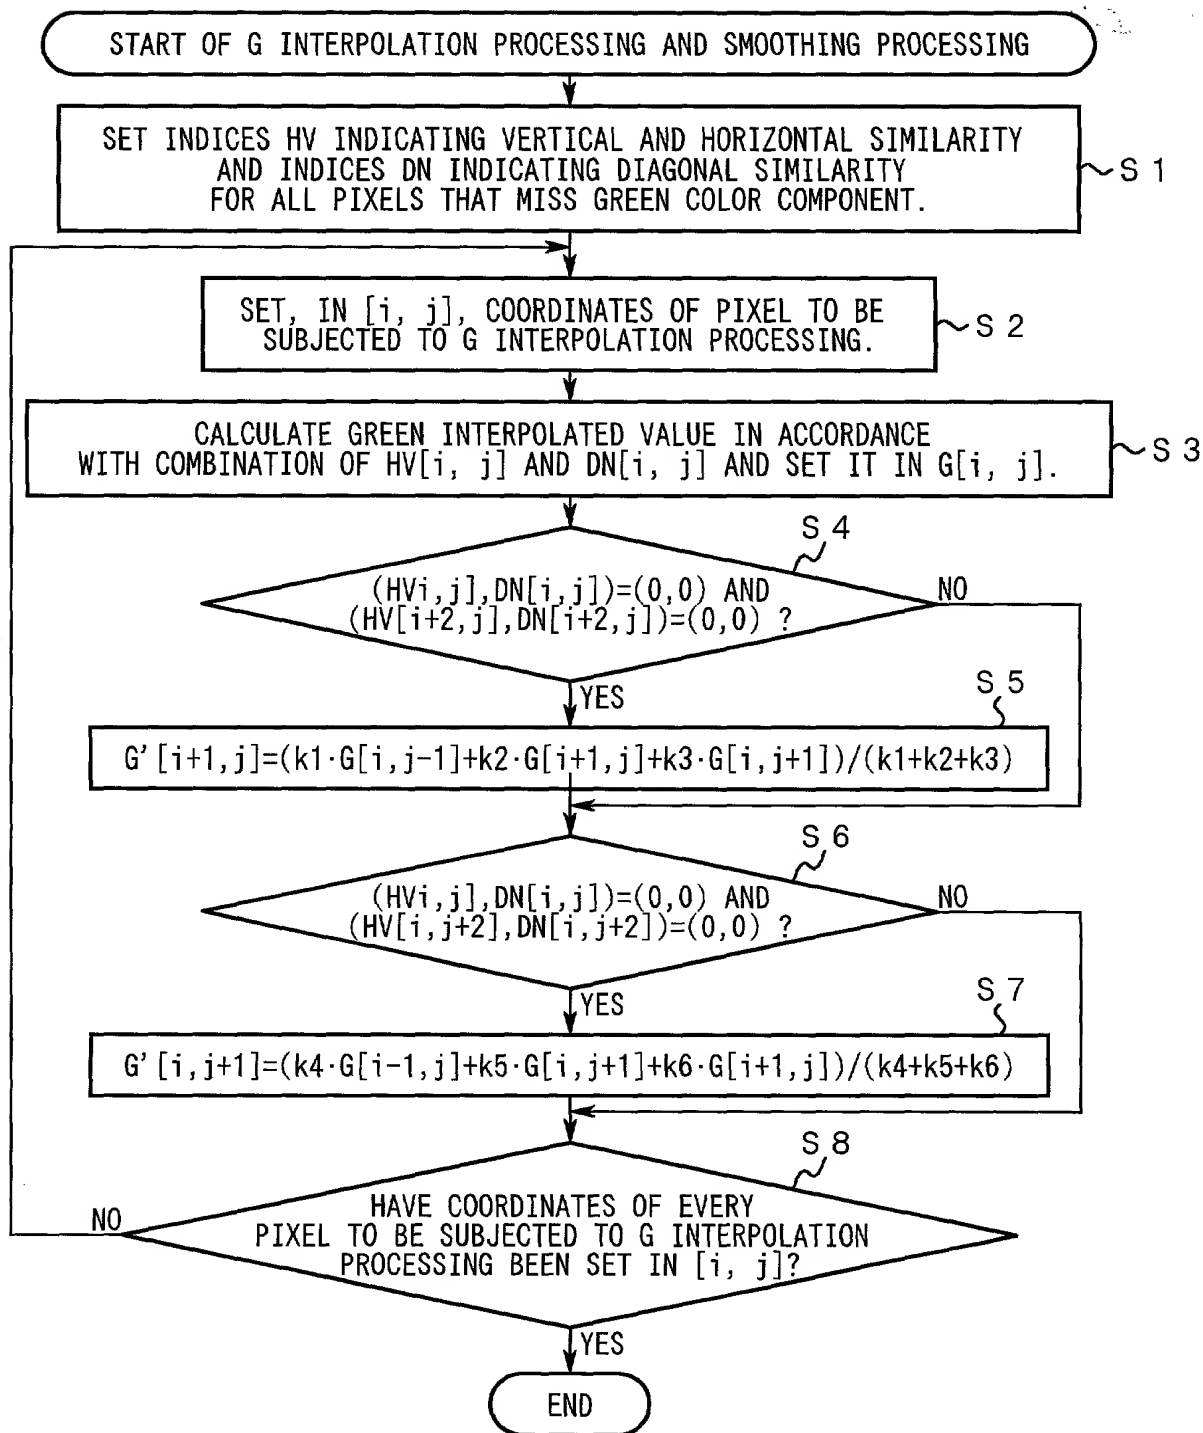 START OF G INTERPOLATION PROCESSING AND SMOOTHING PROCESSING
SET INDICES HV INDICATING VERTICAL AND HORIZONTAL SIMILARITY
AND INDICES DN INDICATING DIAGONAL SIMILARITY
FOR ALL PIXELS THAT MISS GREEN COLOR COMPONENT.
S 1
SET, IN [i, j], COORDINATES OF PIXEL TO BE
SUBJECTED TO G INTERPOLATION PROCESSING.
S 2
CALCULATE GREEN INTERPOLATED VALUE IN ACCORDANCE
WITH COMBINATION OF HV[i, j] AND DN[i, j] AND SET IT IN G[i, j].
S 3
S 4
(HVi,j],DN[i,j])=(0,0) AND
(HV[i+2,j],DN[i+2,j])=(0,0) ?
NO
YES
S 5
G'[i+1,j]=(k1·G[i,j-1]+k2·G[i+1,j]+k3·G[i,j+1])/(k1+k2+k3)
S 6
(HVi,j],DN[i,j])=(0,0) AND
(HV[i,j+2],DN[i,j+2])=(0,0) ?
NO
YES
S 7
G'[i,j+1]=(k4·G[i-1,j]+k5·G[i,j+1]+k6·G[i+1,j])/(k4+k5+k6)
S 8
HAVE COORDINATES OF EVERY
PIXEL TO BE SUBJECTED TO G INTERPOLATION
PROCESSING BEEN SET IN [i, j]?
NO
YES
END